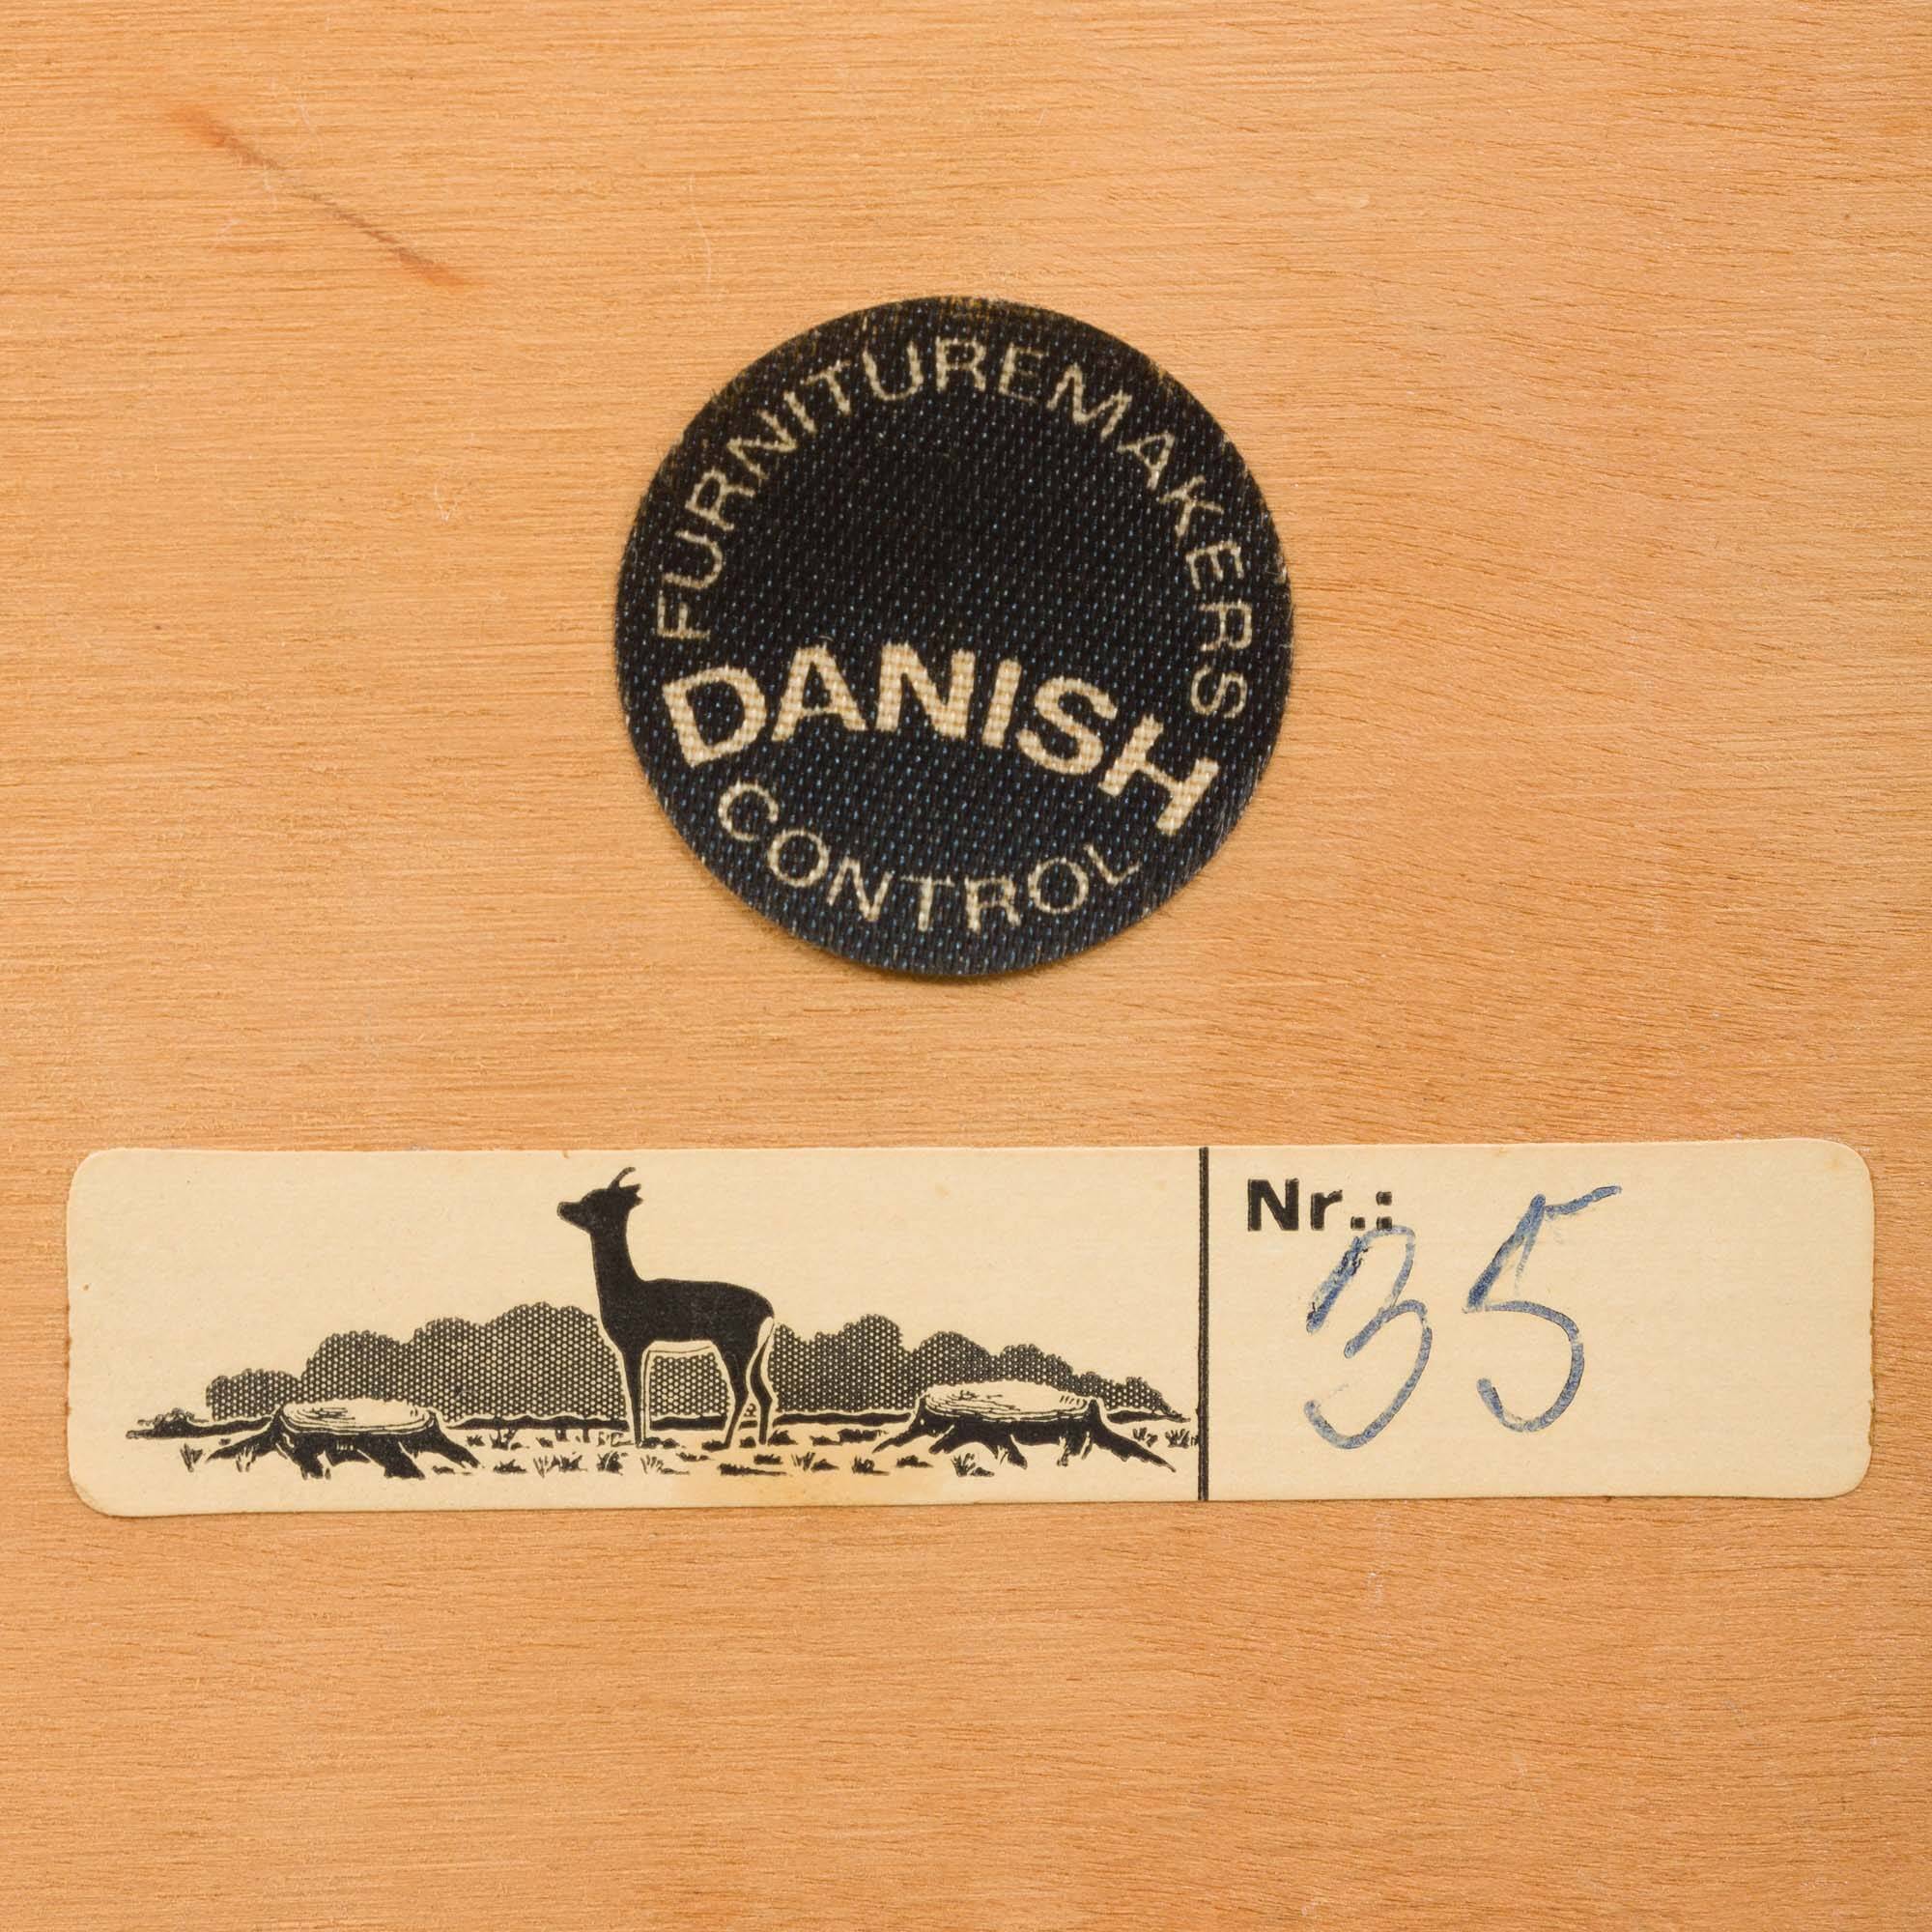 FURNITUREMAKERS
DANISH
CONTROL
Nr.:
35